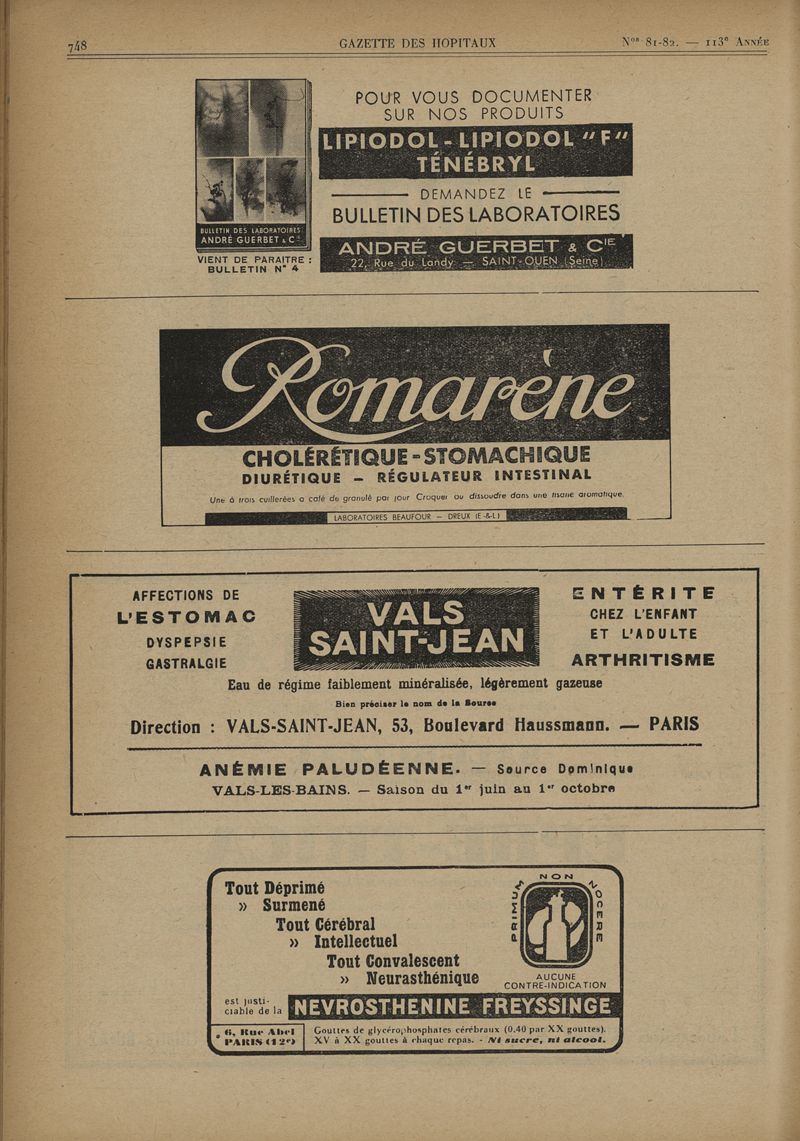 748
GAZETTE DES HOPITAUX
Nos 81-82. — 113e ANNÉE
BULLETIN DES LABORATOIRES
ANDRÉ GUERBET & Cie
VIENT DE PARAITRE :
BULLETIN N° 4
POUR VOUS DOCUMENTER
SUR NOS PRODUITS
LIPIODOL - LIPIODOL "F"
TÉNÉBRYL
DEMANDEZ LE
BULLETIN DES LABORATOIRES
ANDRÉ GUERBET & CIE
22, Rue du Landy — SAINT-OUEN (Seine)
Romarène
CHOLÉRÉTIQUE - STOMACHIQUE
DIURÉTIQUE — RÉGULATEUR INTESTINAL
Une à trois cuillerées a café de granulé par jour Croquer ou dissoudre dans une tisane aromatique.
LABORATOIRES BEAUFOUR — DREUX (E-&-L)
AFFECTIONS DE
L'ESTOMAC
DYSPEPSIE
GASTRALGIE
VALS
SAINT-JEAN
ENTÉRITE
CHEZ L'ENFANT
ET L'ADULTE
ARTHRITISME
Eau de régime faiblement minéralisée, légèrement gazeuse
Bien préciser le nom de la Source
Direction : VALS-SAINT-JEAN, 53, Boulevard Haussmann. — PARIS
ANÉMIE PALUDÉENNE. — Source Dominique
VALS-LES-BAINS. — Saison du 1er juin au 1er octobre
Tout Déprimé
» Surmené
Tout Cérébral
» Intellectuel
Tout Convalescent
» Neurasthénique
PRIMUM NON NOCERE
AUCUNE
CONTRE-INDICATION
est justi-
ciable de la
NEVROSTHENINE FREYSSINGE
6, Rue Abel
PARIS (12e)
Gouttes de glycérophosphates cérébraux (0.40 par XX gouttes).
XV à XX gouttes à chaque repas. - Ni sucre, ni alcool.